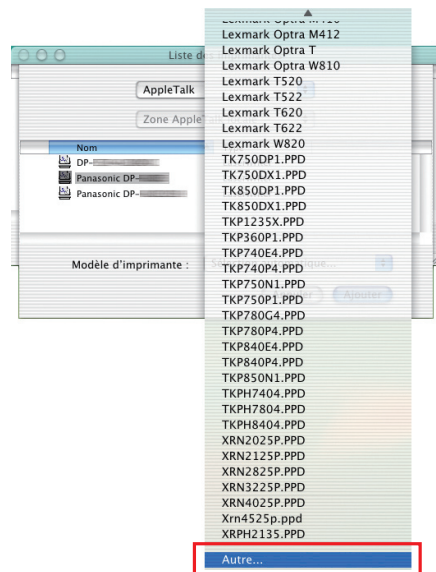 Lexmark Optra M412
Lexmark Optra T
Lexmark Optra W810
Lexmark T520
Lexmark T522
Lexmark T620
Lexmark T622
Lexmark W820
TK750DP1.PPD
TK750DX1.PPD
TK850DP1.PPD
TK850DX1.PPD
TKP1235X.PPD
TKP360P1.PPD
TKP740E4.PPD
TKP740P4.PPD
TKP750N1.PPD
TKP750P1.PPD
TKP780G4.PPD
TKP780P4.PPD
TKP840E4.PPD
TKP840P4.PPD
TKP850N1.PPD
TKPH7404.PPD
TKPH7804.PPD
TKPH8404.PPD
XRN2025P.PPD
XRN2125P.PPD
XRN2825P.PPD
XRN3225P.PPD
XRN4025P.PPD
Xrn4525p.ppd
XRPH2135.PPD
Autre...
Liste des
AppleTalk
Zone Apple
Nom
DP-
Panasonic DP-
Panasonic DP-
Modèle d'imprimante :
Ajouter